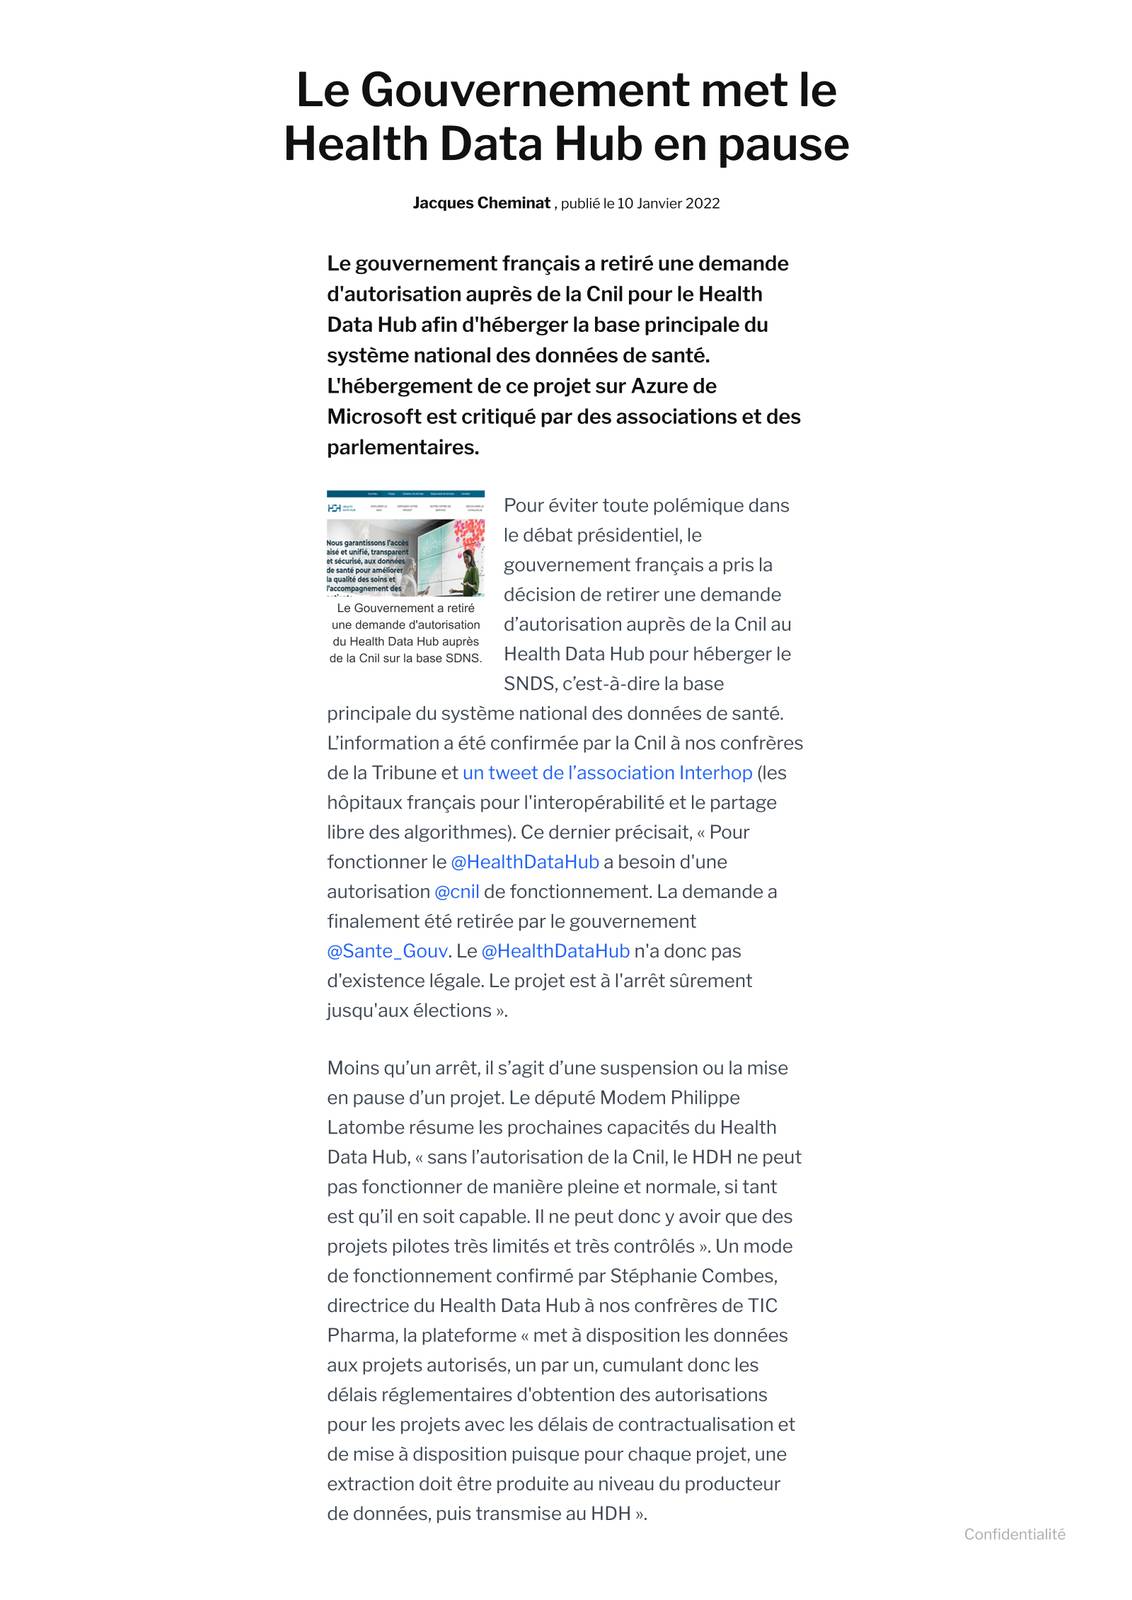 Le Gouvernement met le
Health Data Hub en pause
Jacques Cheminat , publié le 10 Janvier 2022
Le gouvernement français a retiré une demande
d'autorisation auprès de la Cnil pour le Health
Data Hub afin d'héberger la base principale du
système national des données de santé.
L'hébergement de ce projet sur Azure de
Microsoft est critiqué par des associations et des
parlementaires.
Nous garantissons l'accès
aisé et unifié, transparent
et sécurisé, aux données
de santé pour améliorer
la qualité des soins et
l'accompagnement des
Le Gouvernement a retiré
une demande d'autorisation
du Health Data Hub auprès
de la Cnil sur la base SDNS.
Pour éviter toute polémique dans
le débat présidentiel, le
gouvernement français a pris la
décision de retirer une demande
d’autorisation auprès de la Cnil au
Health Data Hub pour héberger le
SNDS, c’est-à-dire la base
principale du système national des données de santé.
L’information a été confirmée par la Cnil à nos confrères
de la Tribune et un tweet de l’association Interhop (les
hôpitaux français pour l'interopérabilité et le partage
libre des algorithmes). Ce dernier précisait, « Pour
fonctionner le @HealthDataHub a besoin d'une
autorisation @cnil de fonctionnement. La demande a
finalement été retirée par le gouvernement
@Sante_Gouv. Le @HealthDataHub n'a donc pas
d'existence légale. Le projet est à l'arrêt sûrement
jusqu'aux élections ».
Moins qu’un arrêt, il s’agit d’une suspension ou la mise
en pause d’un projet. Le député Modem Philippe
Latombe résume les prochaines capacités du Health
Data Hub, « sans l’autorisation de la Cnil, le HDH ne peut
pas fonctionner de manière pleine et normale, si tant
est qu’il en soit capable. Il ne peut donc y avoir que des
projets pilotes très limités et très contrôlés ». Un mode
de fonctionnement confirmé par Stéphanie Combes,
directrice du Health Data Hub à nos confrères de TIC
Pharma, la plateforme « met à disposition les données
aux projets autorisés, un par un, cumulant donc les
délais réglementaires d'obtention des autorisations
pour les projets avec les délais de contractualisation et
de mise à disposition puisque pour chaque projet, une
extraction doit être produite au niveau du producteur
de données, puis transmise au HDH ».
Confidentialité